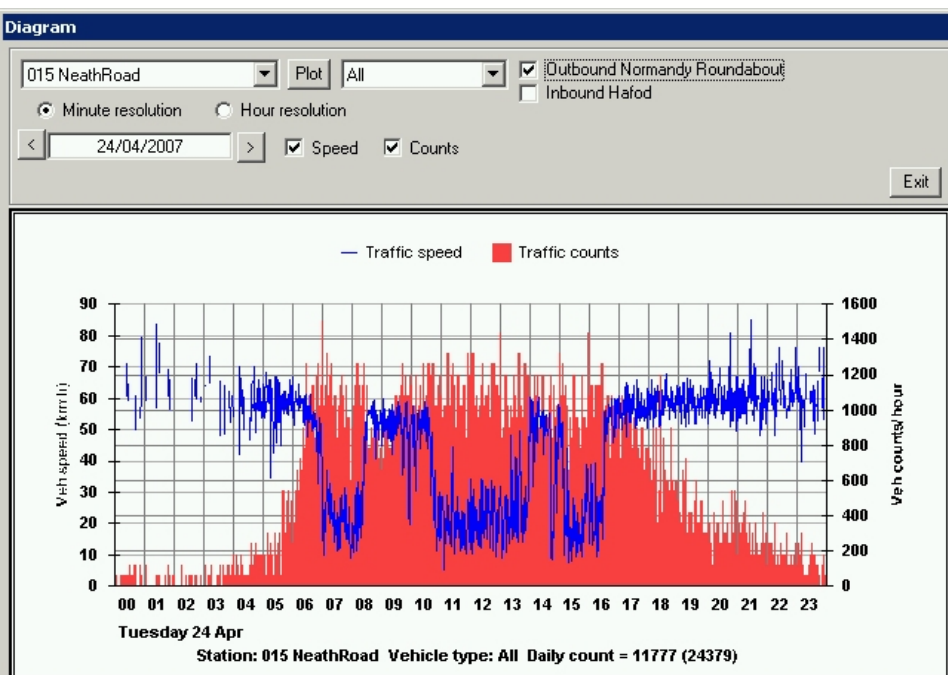 Diagram
015 NeathRoad Plot All Outbound Normandy Roundabout
Inbound Hafod
Minute resolution Hour resolution
< 24/04/2007 > Speed Counts
Exit
Traffic speed Traffic counts
90 1600
80 1400
70 1200
60 1000
50 800
40 600
30 400
20 200
10 0
0
Veh speed (km/h)
Veh counts/hour
00 01 02 03 04 05 06 07 08 09 10 11 12 13 14 15 16 17 18 19 20 21 22 23
Tuesday 24 Apr
Station: 015 NeathRoad Vehicle type: All Daily count = 11777 (24379)